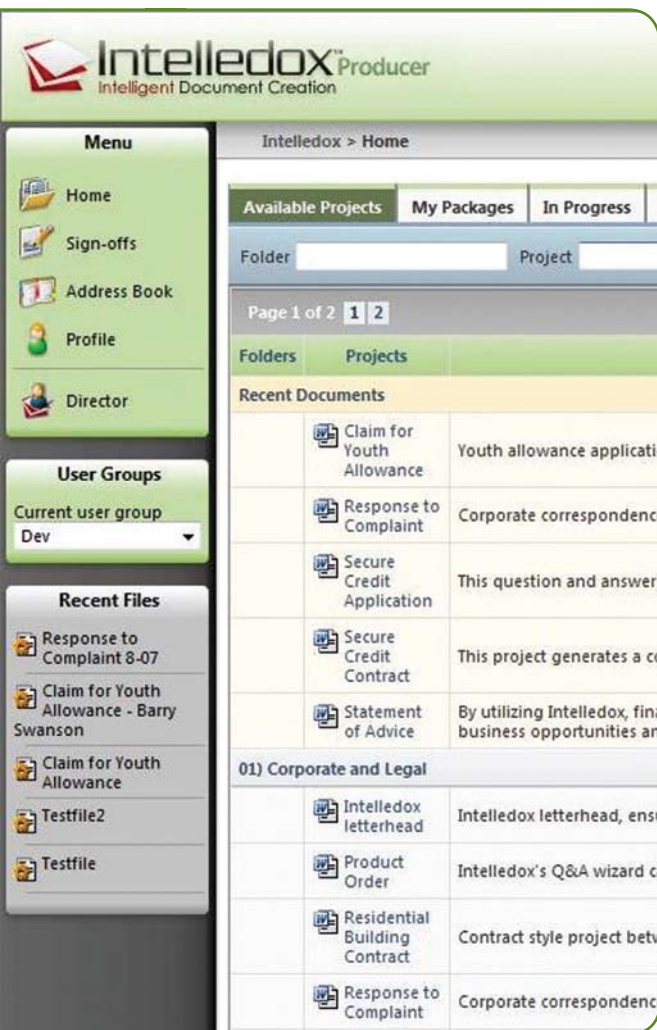 Intelledox™ Producer
Intelligent Document Creation
Menu
Home
Sign-offs
Address Book
Profile
Director
User Groups
Current user group
Dev
Recent Files
Response to
Complaint 8-07
Claim for Youth
Allowance - Barry
Swanson
Claim for Youth
Allowance
Testfile2
Testfile
Intelledox > Home
Available Projects My Packages In Progress
Folder Project
Page 1 of 2 1 2
Folders Projects
Recent Documents
Claim for
Youth
Allowance
Youth allowance applicati
Response to
Complaint
Corporate correspondenc
Secure
Credit
Application
This question and answer
Secure
Credit
Contract
This project generates a co
Statement
of Advice
By utilizing Intelledox, fina
business opportunities an
01) Corporate and Legal
Intelledox
letterhead
Intelledox letterhead, ensu
Product
Order
Intelledox's Q&A wizard c
Residential
Building
Contract
Contract style project betw
Response to
Complaint
Corporate correspondenc